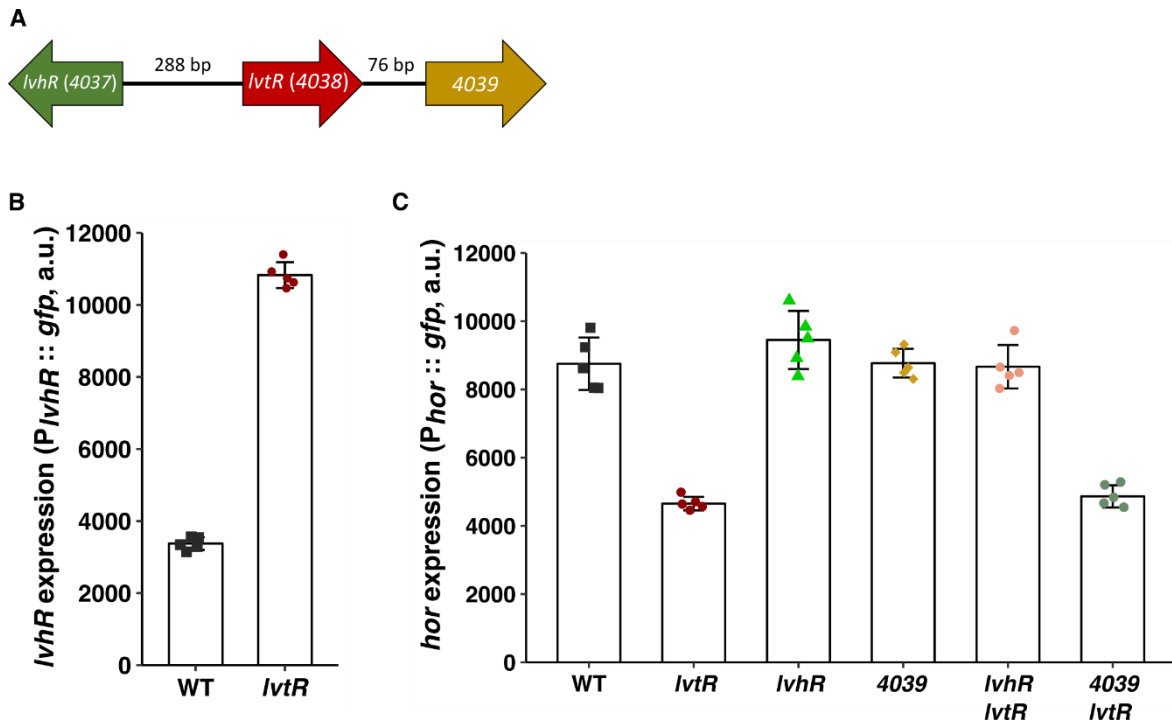 A
288 bp
76 bp
lvhR (4037)
lvtR (4038)
4039
B
lvhR expression (PlvhR :: gfp, a.u.)
12000
10000
8000
6000
4000
2000
0
WT
lvtR
C
hor expression (Phor :: gfp, a.u.)
12000
10000
8000
6000
4000
2000
0
WT
lvtR
lvhR
4039
lvhR
lvtR
4039
lvtR